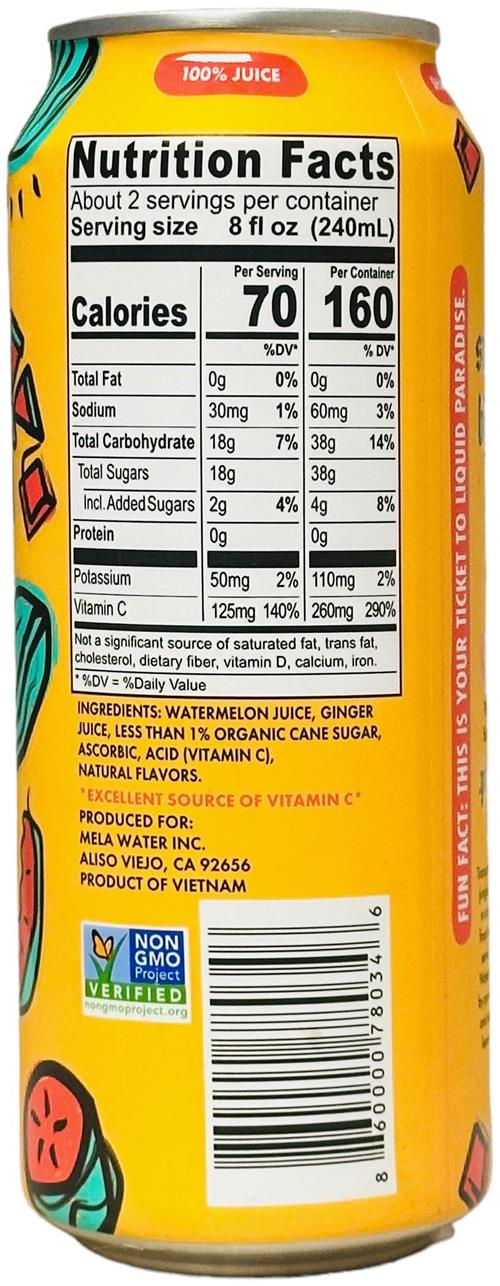 100% JUICE
Nutrition Facts
About 2 servings per container
Serving size 8 fl oz (240mL)
Per Serving Per Container
Calories 70 160
%DV* % DV*
Total Fat 0g 0% 0g 0%
Sodium 30mg 1% 60mg 3%
Total Carbohydrate 18g 7% 38g 14%
Total Sugars 18g 38g
Incl. Added Sugars 2g 4% 4g 8%
Protein 0g 0g
Potassium 50mg 2% 110mg 2%
Vitamin C 125mg 140% 260mg 290%
Not a significant source of saturated fat, trans fat,
cholesterol, dietary fiber, vitamin D, calcium, iron.
* %DV = %Daily Value
INGREDIENTS: WATERMELON JUICE, GINGER
JUICE, LESS THAN 1% ORGANIC CANE SUGAR,
ASCORBIC, ACID (VITAMIN C),
NATURAL FLAVORS.
*EXCELLENT SOURCE OF VITAMIN C*
PRODUCED FOR:
MELA WATER INC.
ALISO VIEJO, CA 92656
PRODUCT OF VIETNAM
NON
GMO
Project
VERIFIED
nongmoproject.org
8 60000 78034 6
FUN FACT: THIS IS YOUR TICKET TO LIQUID PARADISE.